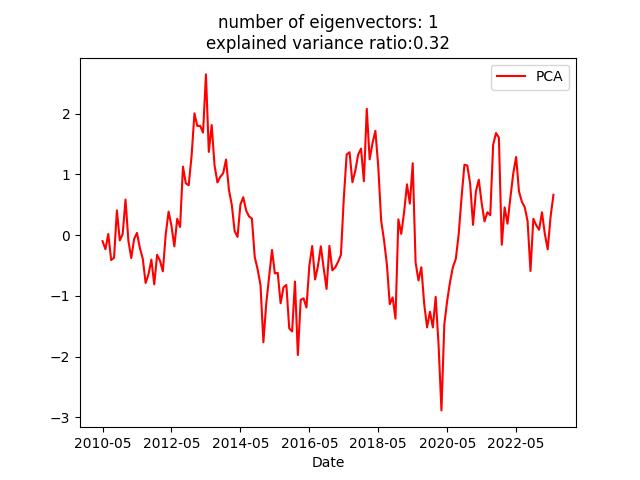 number of eigenvectors: 1
explained variance ratio:0.32
PCA
2
1
0
−1
−2
−3
2010-05 2012-05 2014-05 2016-05 2018-05 2020-05 2022-05
Date